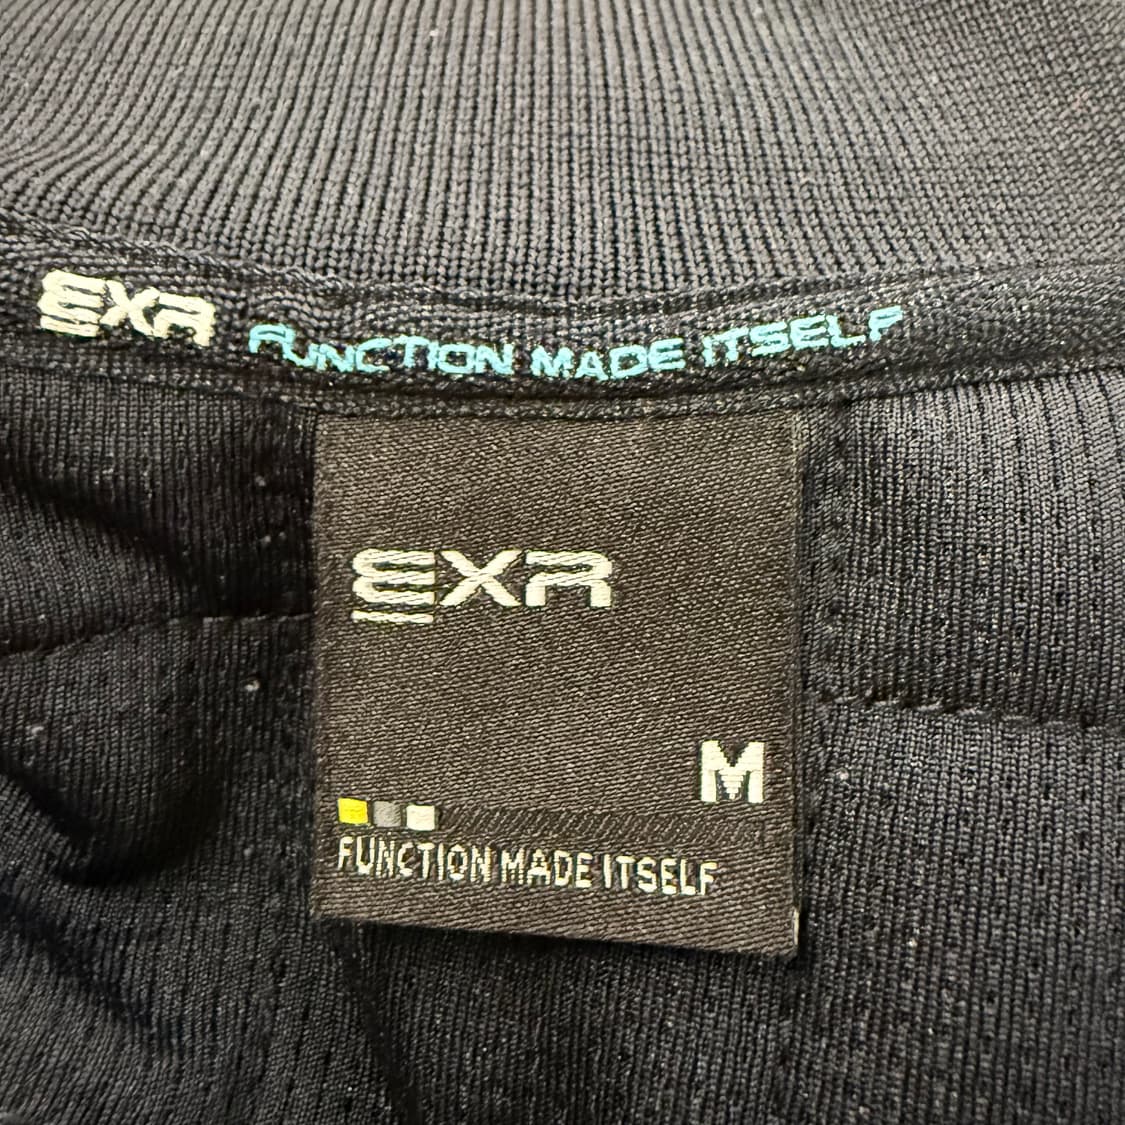 EXR FUNCTION MADE ITSELF
EXR
M
FUNCTION MADE ITSELF